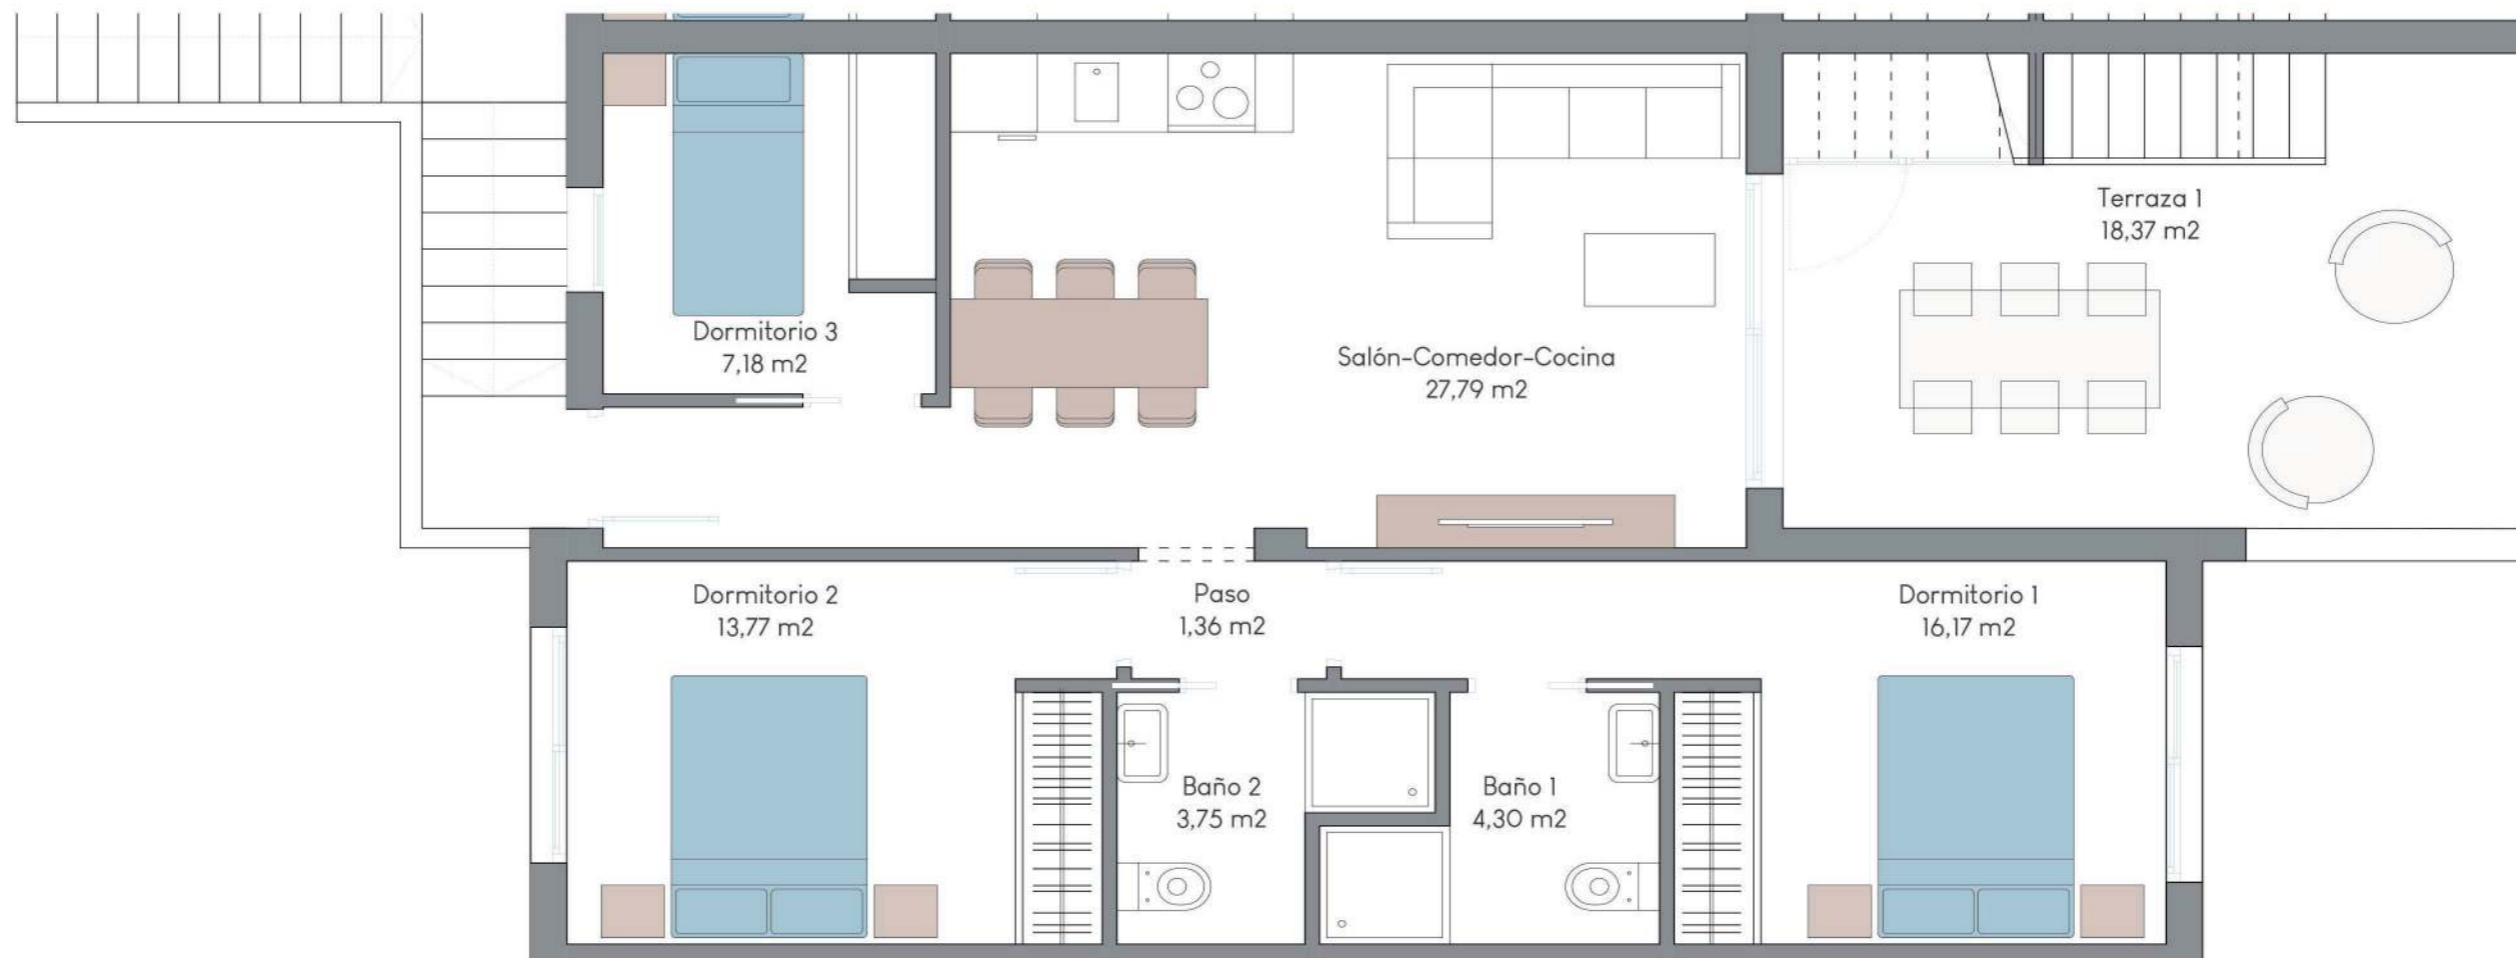 Terraza 1
18,37 m2
Dormitorio 3
7,18 m2
Salón-Comedor-Cocina
27,79 m2
Dormitorio 2
13,77 m2
Paso
1,36 m2
Dormitorio 1
16,17 m2
Baño 2
3,75 m2
Baño 1
4,30 m2